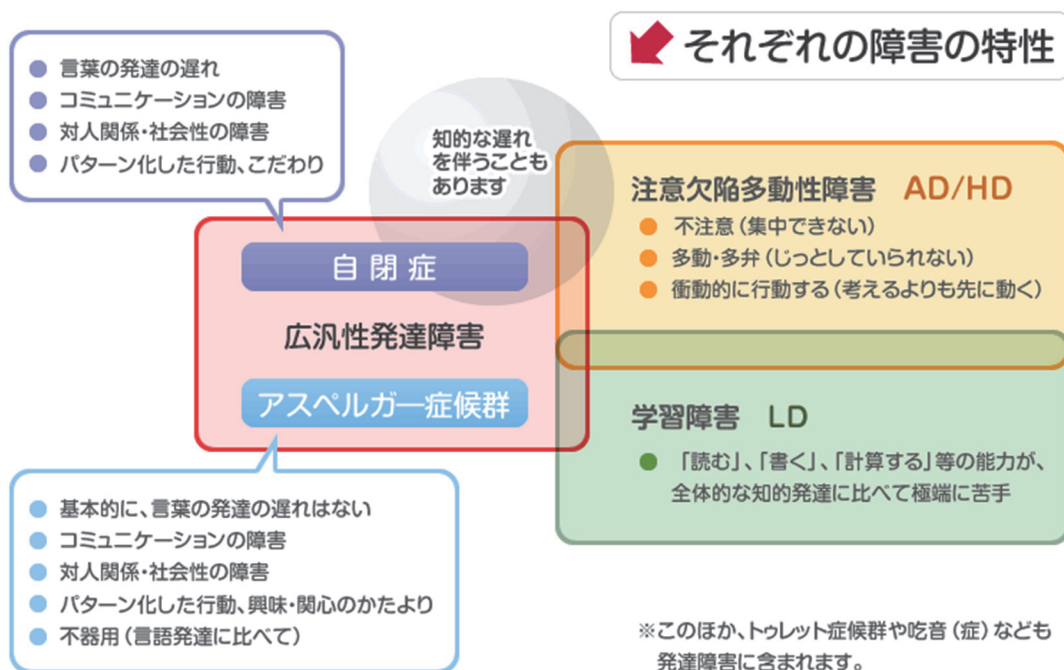 それぞれの障害の特性
● 言葉の発達の遅れ
● コミュニケーションの障害
● 対人関係・社会性の障害
● パターン化した行動、こだわり
知的な遅れ
を伴うことも
あります
自閉症
広汎性発達障害
アスペルガー症候群
● 基本的に、言葉の発達の遅れはない
● コミュニケーションの障害
● 対人関係・社会性の障害
● パターン化した行動、興味・関心のかたより
● 不器用（言語発達に比べて）
注意欠陥多動性障害 AD/HD
● 不注意（集中できない）
● 多動・多弁（じっとしていられない）
● 衝動的に行動する（考えるよりも先に動く）
学習障害 LD
● 「読む」、「書く」、「計算する」等の能力が、
全体的な知的発達に比べて極端に苦手
※このほか、トゥレット症候群や吃音（症）なども
発達障害に含まれます。